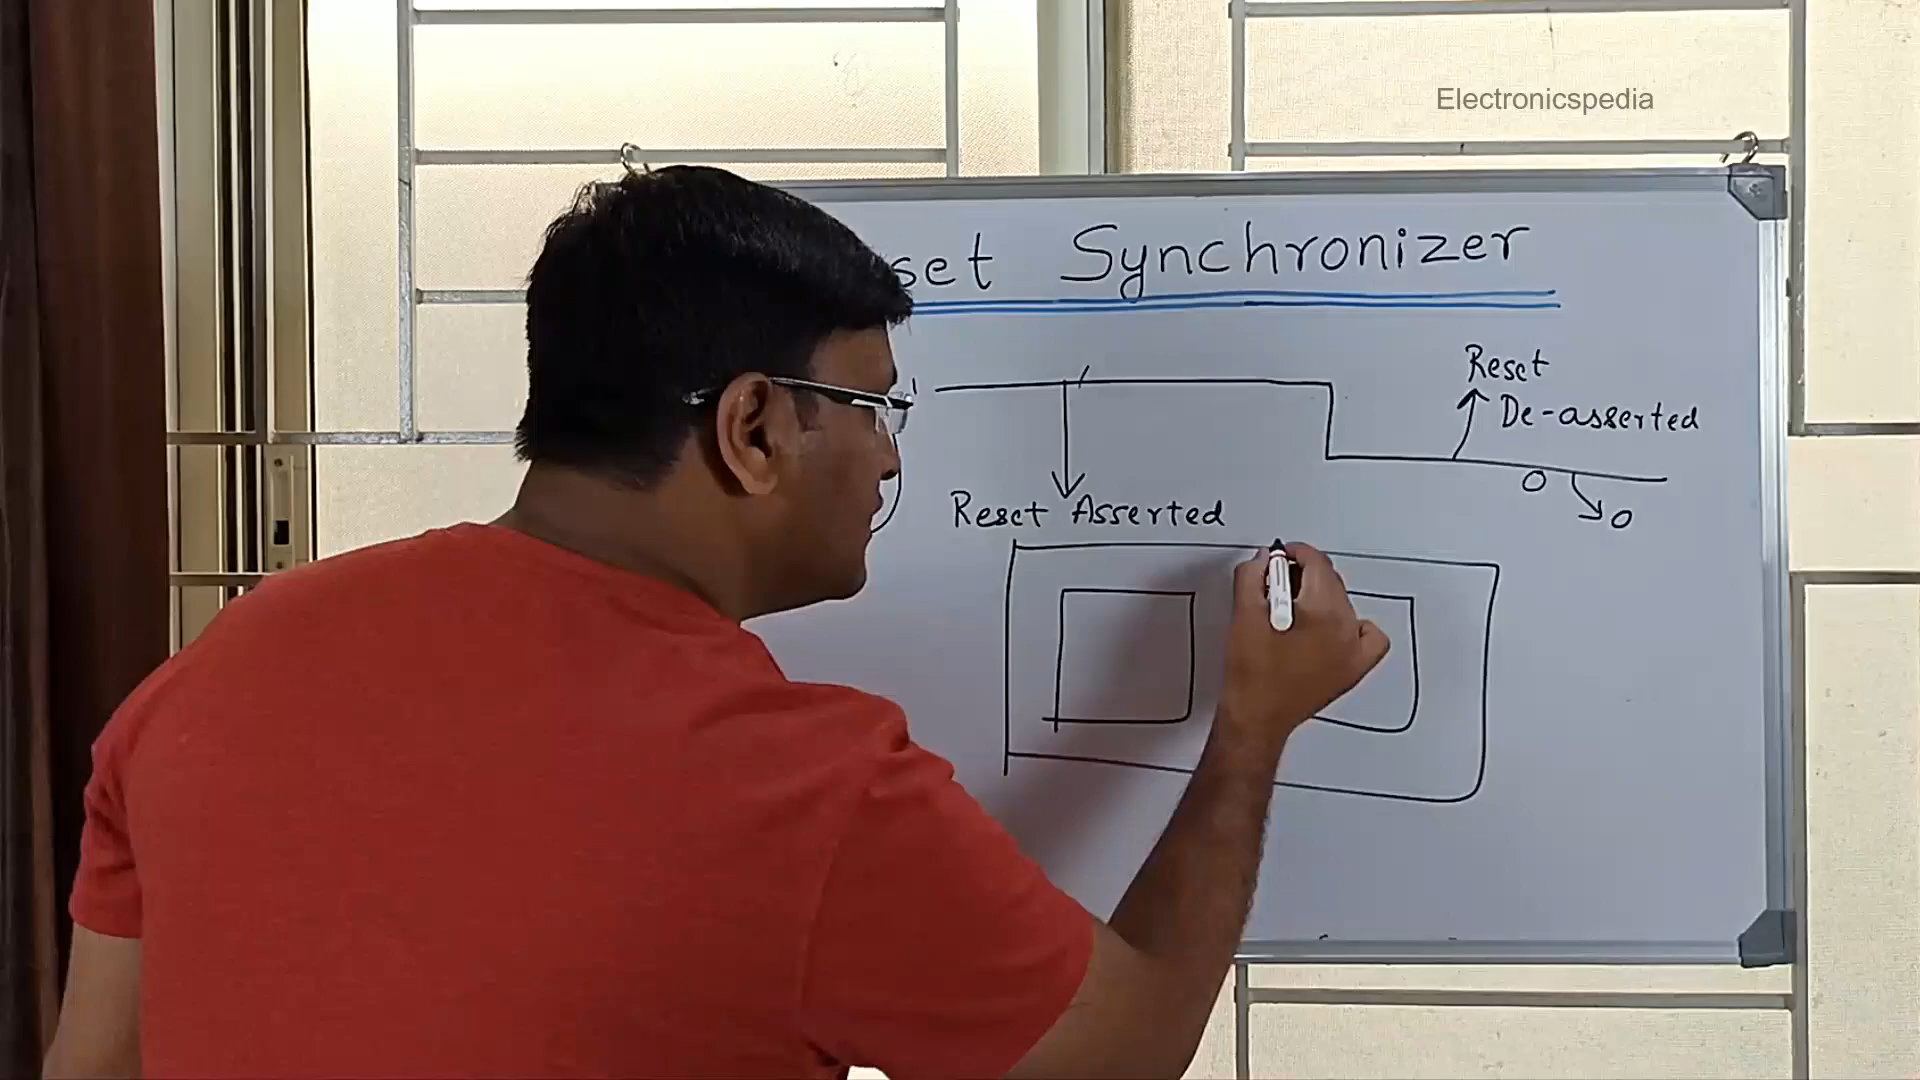 Electronicspedia
set Synchronizer
Reset
De-asserted
0
0
Reset Asserted